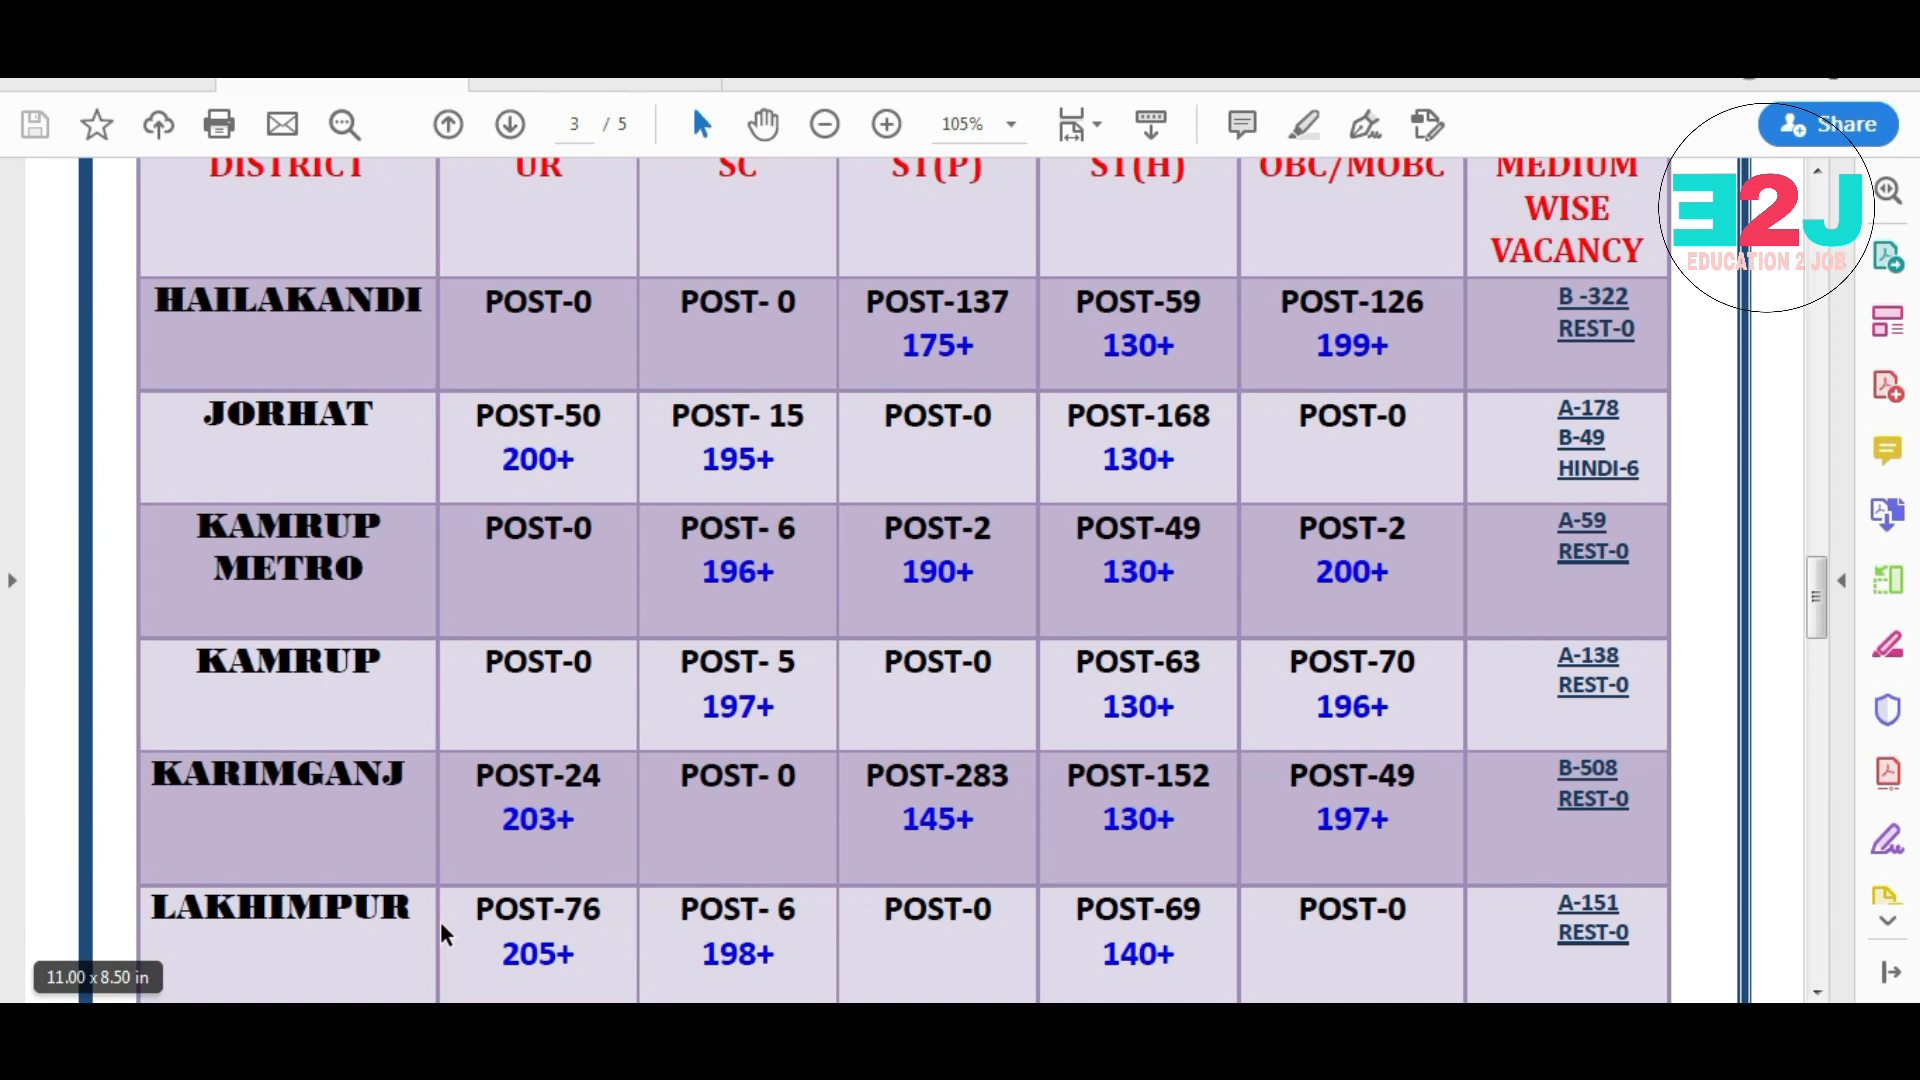 3 / 5
105%
Share
DISTRICT UR SC ST(P) ST(H) OBC/MOBC MEDIUM
WISE
VACANCY
E2J
EDUCATION 2 JOB
HAILAKANDI POST-0 POST- 0 POST-137 POST-59 POST-126 B -322
175+ 130+ 199+ REST-0
JORHAT POST-50 POST- 15 POST-0 POST-168 POST-0 A-178
200+ 195+ 130+ B-49
HINDI-6
KAMRUP POST-0 POST- 6 POST-2 POST-49 POST-2 A-59
METRO 196+ 190+ 130+ 200+ REST-0
KAMRUP POST-0 POST- 5 POST-0 POST-63 POST-70 A-138
197+ 130+ 196+ REST-0
KARIMGANJ POST-24 POST- 0 POST-283 POST-152 POST-49 B-508
203+ 145+ 130+ 197+ REST-0
LAKHIMPUR POST-76 POST- 6 POST-0 POST-69 POST-0 A-151
205+ 198+ 140+ REST-0
11.00 x 8.50 in